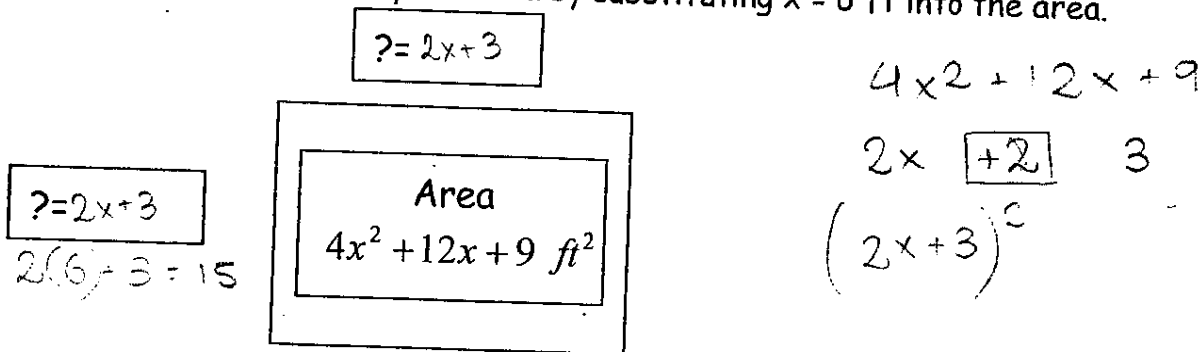 by substituting x = 6 ft into the area.
?= 2x+3
4x2 + 12x + 9
2x +2 3
?=2x+3
Area
4x² +12x+9 ft²
(2x+3)²
2(6)+3=15